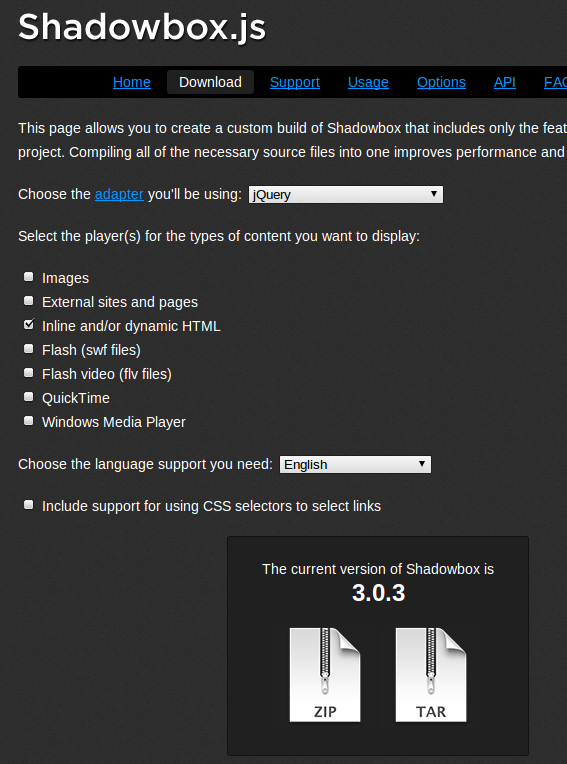 Shadowbox.js
Home Download Support Usage Options API FAQ
This page allows you to create a custom build of Shadowbox that includes only the feat
project. Compiling all of the necessary source files into one improves performance and
Choose the adapter you'll be using: jQuery
Select the player(s) for the types of content you want to display:
Images
External sites and pages
Inline and/or dynamic HTML
Flash (swf files)
Flash video (flv files)
QuickTime
Windows Media Player
Choose the language support you need: English
Include support for using CSS selectors to select links
The current version of Shadowbox is
3.0.3
ZIP TAR